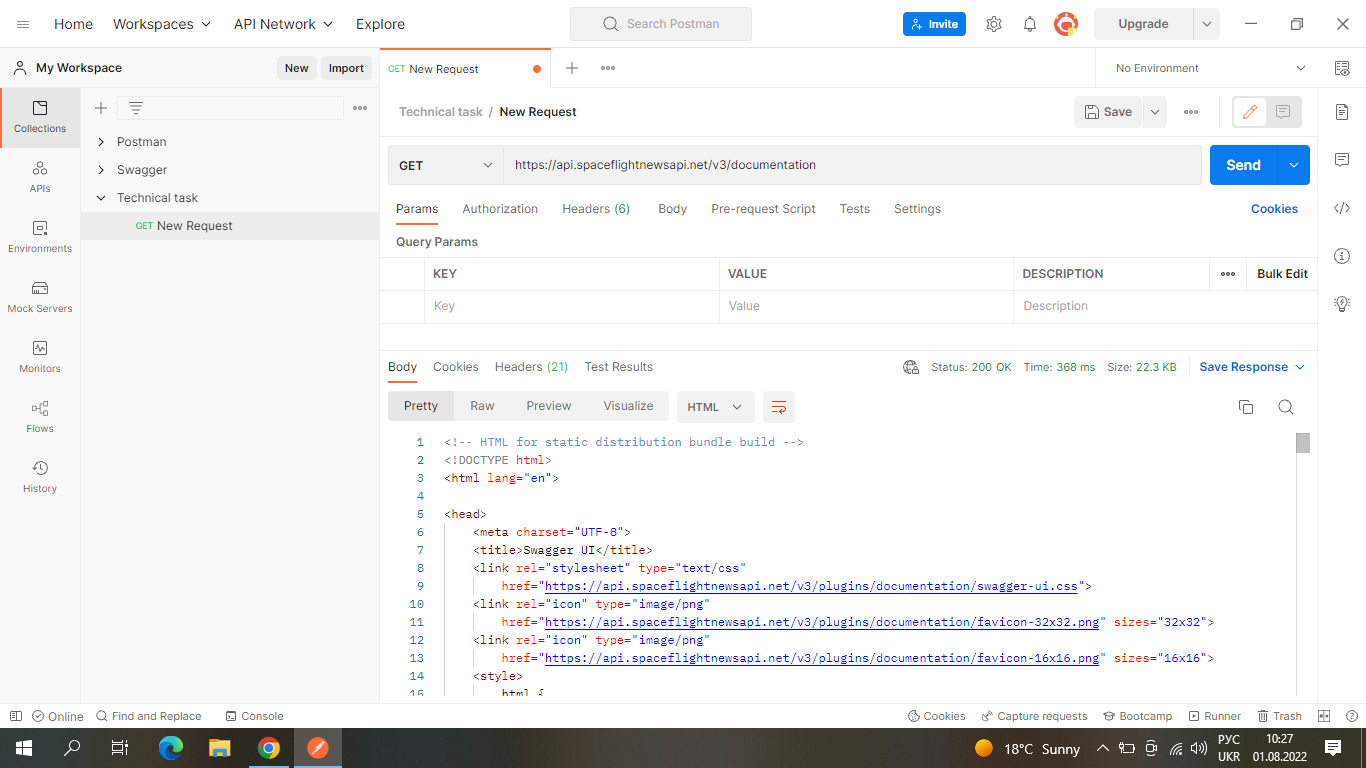 Home Workspaces API Network Explore Search Postman Invite Upgrade
My Workspace New Import GET New Request No Environment
Collections
APIs
Environments
Mock Servers
Monitors
Flows
History
Postman
Swagger
Technical task
GET New Request
Technical task / New Request Save
GET https://api.spaceflightnewsapi.net/v3/documentation Send
Params Authorization Headers (6) Body Pre-request Script Tests Settings Cookies
Query Params
KEY VALUE DESCRIPTION Bulk Edit
Key Value Description
Body Cookies Headers (21) Test Results Status: 200 OK Time: 368 ms Size: 22.3 KB Save Response
Pretty Raw Preview Visualize HTML
1 <!-- HTML for static distribution bundle build -->
2 <!DOCTYPE html>
3 <html lang="en">
4
5 <head>
6 <meta charset="UTF-8">
7 <title>Swagger UI</title>
8 <link rel="stylesheet" type="text/css"
9 href="https://api.spaceflightnewsapi.net/v3/plugins/documentation/swagger-ui.css">
10 <link rel="icon" type="image/png"
11 href="https://api.spaceflightnewsapi.net/v3/plugins/documentation/favicon-32x32.png" sizes="32x32">
12 <link rel="icon" type="image/png"
13 href="https://api.spaceflightnewsapi.net/v3/plugins/documentation/favicon-16x16.png" sizes="16x16">
14 <style>
15 html {
Online Find and Replace Console Cookies Capture requests Bootcamp Runner Trash
18°C Sunny РУС 10:27
UKR 01.08.2022